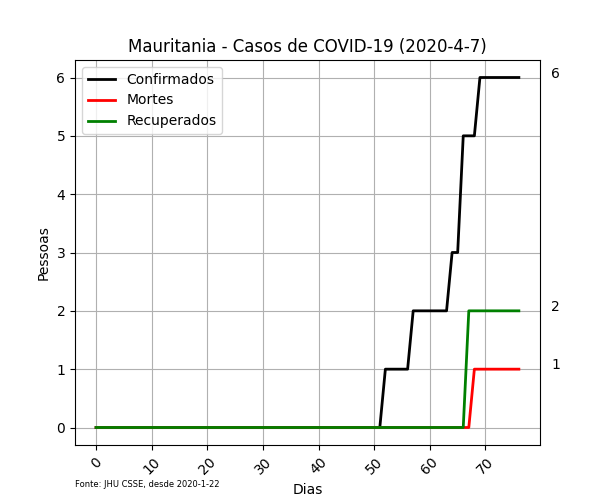 Mauritania - Casos de COVID-19 (2020-4-7)
Confirmados
Mortes
Recuperados
Pessoas
6
5
4
3
2
1
0
6
2
1
0
10
20
30
40
50
60
70
Dias
Fonte: JHU CSSE, desde 2020-1-22